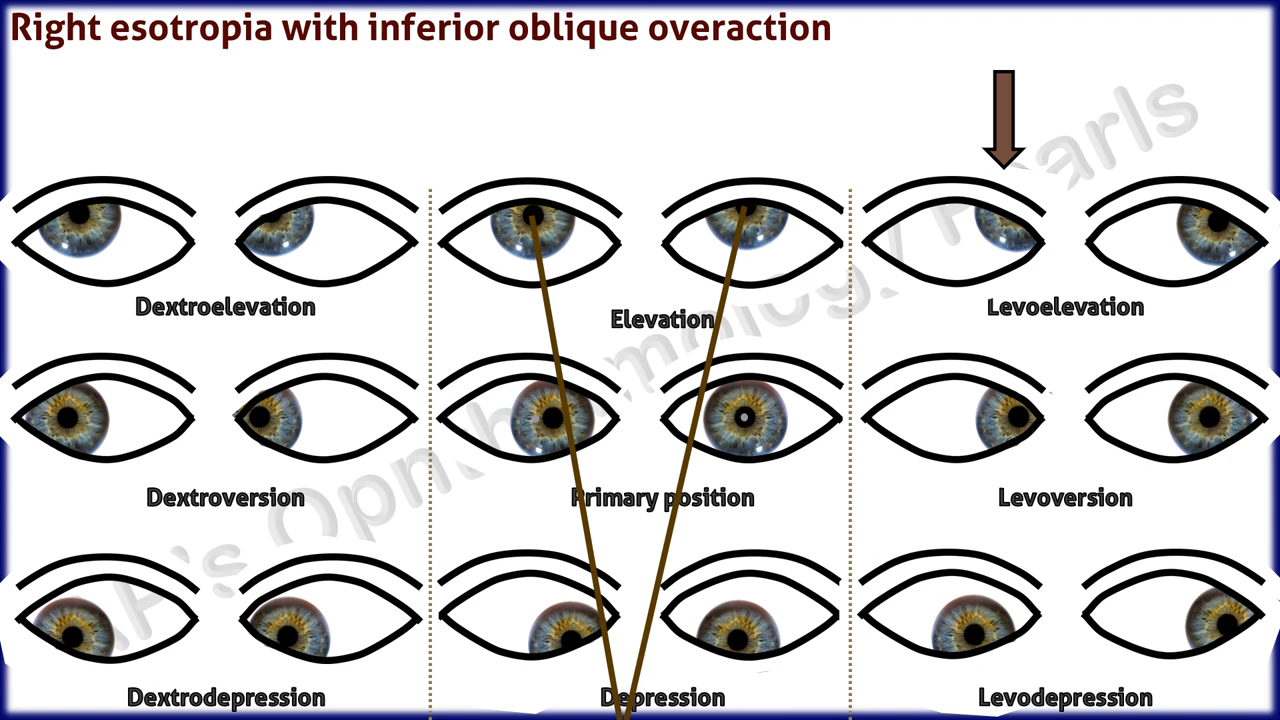 Right esotropia with inferior oblique overaction
Dextroelevation
Elevation
Levoelevation
Dextroversion
Primary position
Levoversion
Dextrodepression
Depression
Levodepression